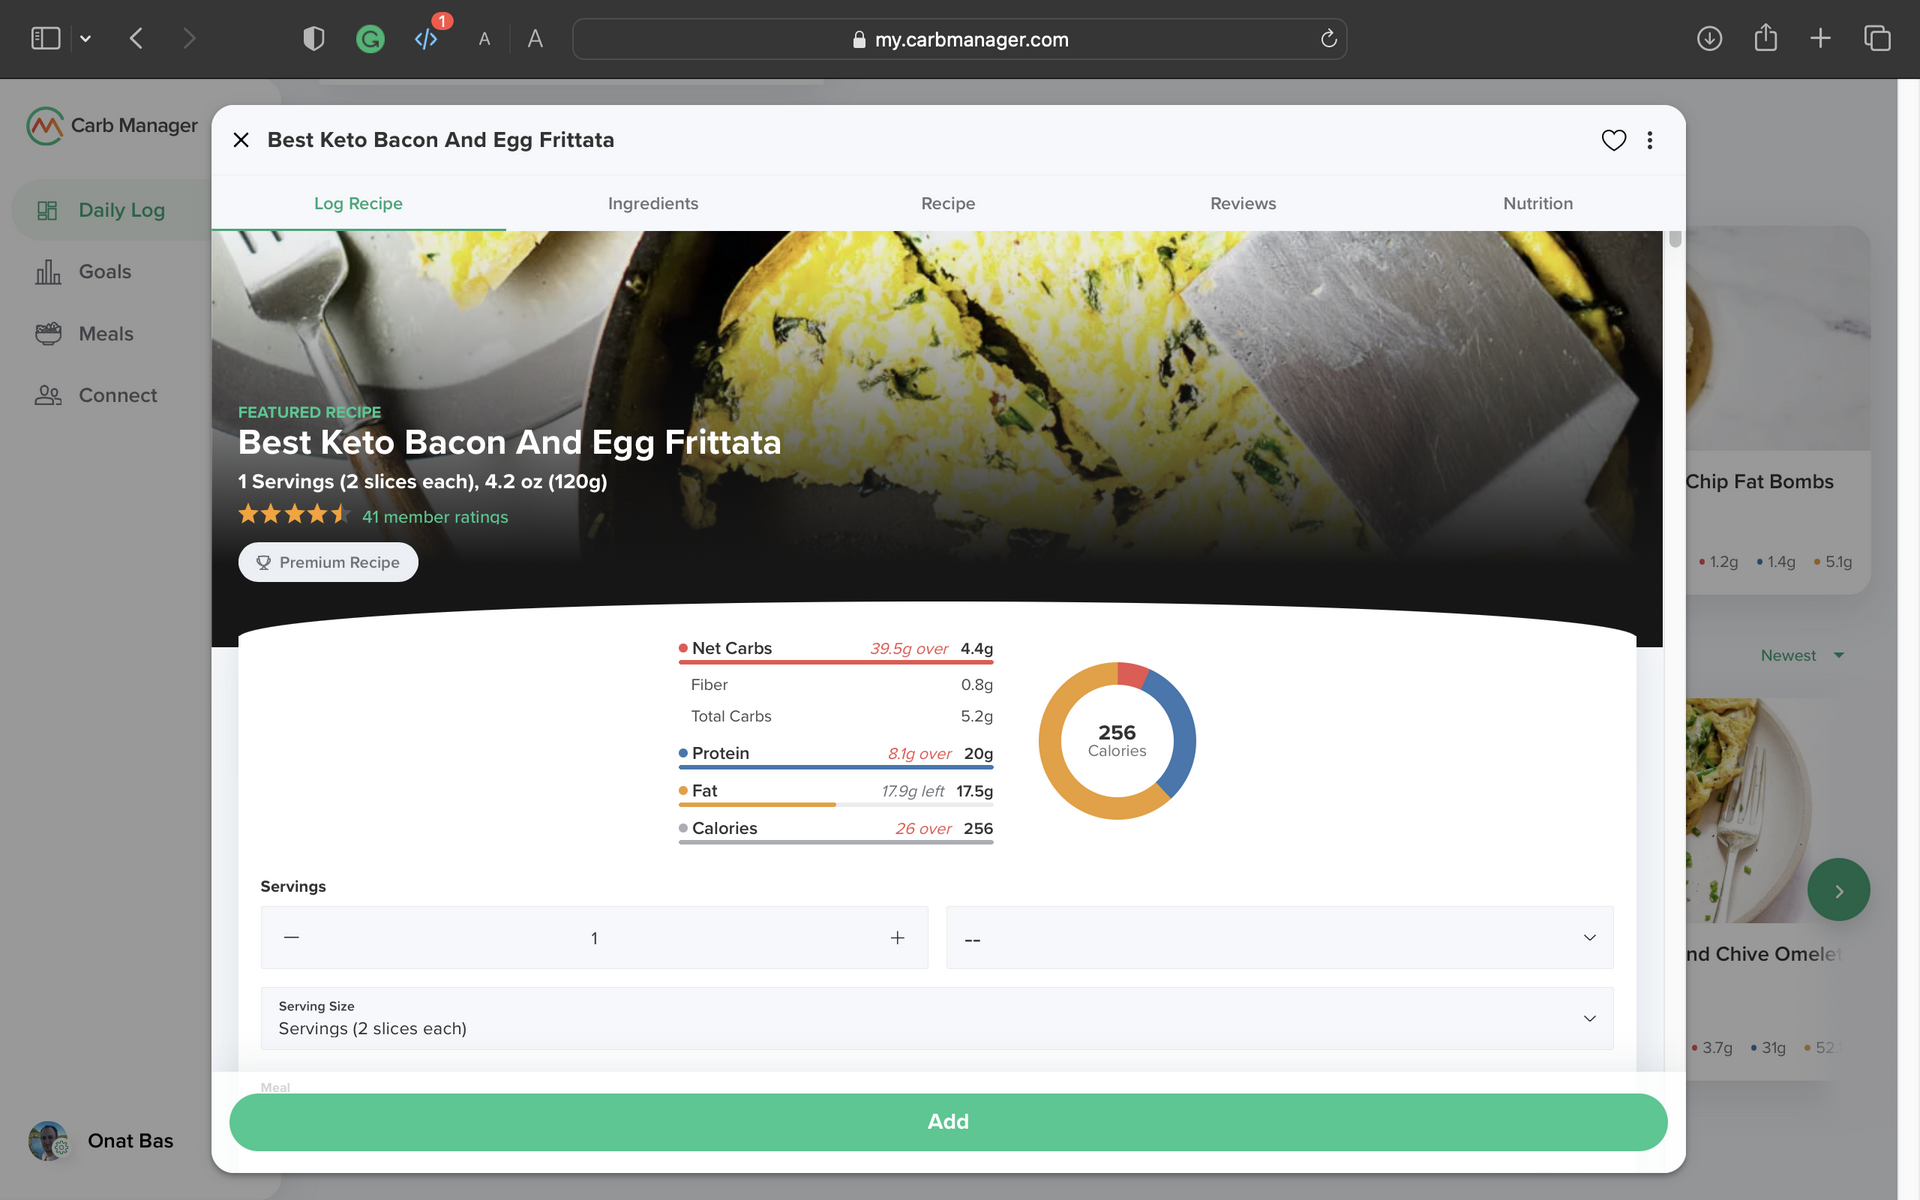 1
A
A
my.carbmanager.com
Carb Manager
Daily Log
Goals
Meals
Connect
Onat Bas
Best Keto Bacon And Egg Frittata
Log Recipe
Ingredients
Recipe
Reviews
Nutrition
FEATURED RECIPE
Best Keto Bacon And Egg Frittata
1 Servings (2 slices each), 4.2 oz (120g)
41 member ratings
Premium Recipe
Net Carbs 39.5g over 4.4g
Fiber 0.8g
Total Carbs 5.2g
Protein 8.1g over 20g
Fat 17.9g left 17.5g
Calories 26 over 256
256
Calories
Servings
1
--
Serving Size
Servings (2 slices each)
Meal
Add
Chip Fat Bombs
1.2g 1.4g 5.1g
Newest
nd Chive Omelet
3.7g 31g 52